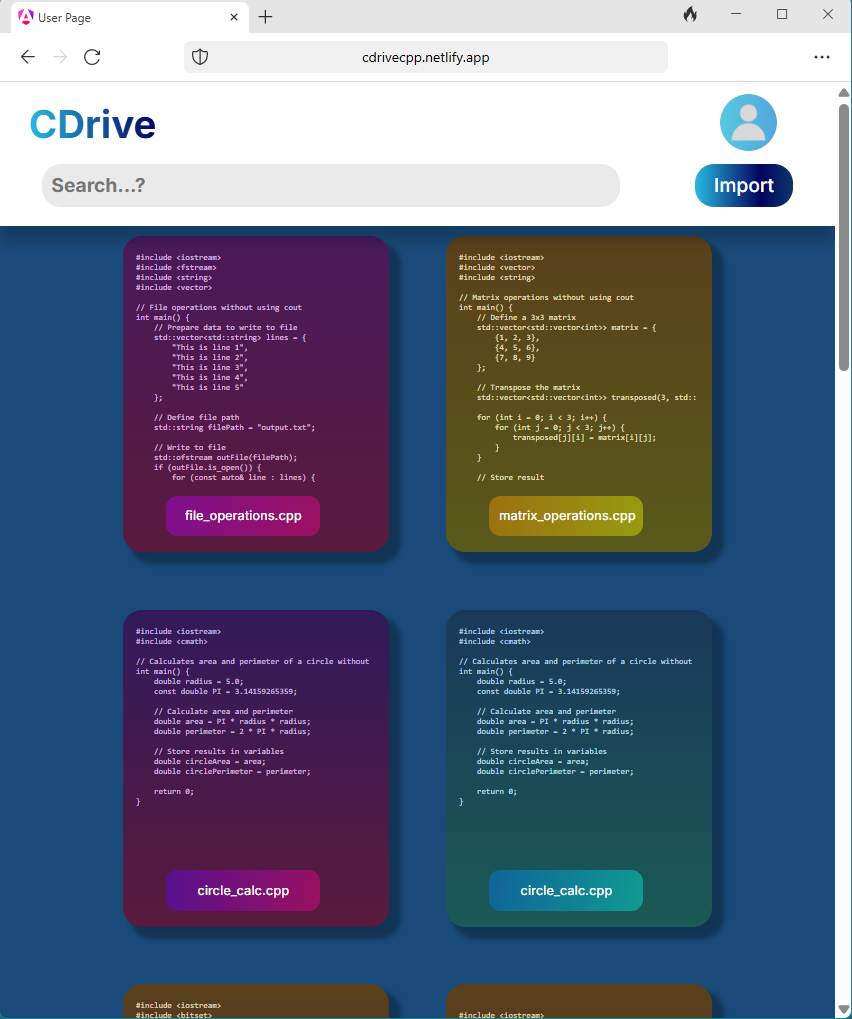 User Page
cdrivecpp.netlify.app
CDrive
Search...?
Import
#include <iostream>
#include <fstream>
#include <string>
#include <vector>
// File operations without using cout
int main() {
// Prepare data to write to file
std::vector<std::string> lines = {
"This is line 1",
"This is line 2",
"This is line 3",
"This is line 4",
"This is line 5"
};
// Define file path
std::string filePath = "output.txt";
// Write to file
std::ofstream outFile(filePath);
if (outFile.is_open()) {
for (const auto& line : lines) {
file_operations.cpp
#include <iostream>
#include <vector>
#include <string>
// Matrix operations without using cout
int main() {
// Define a 3x3 matrix
std::vector<std::vector<int>> matrix = {
{1, 2, 3},
{4, 5, 6},
{7, 8, 9}
};
// Transpose the matrix
std::vector<std::vector<int>> transposed(3, std::
for (int i = 0; i < 3; i++) {
for (int j = 0; j < 3; j++) {
transposed[j][i] = matrix[i][j];
}
}
// Store result
matrix_operations.cpp
#include <iostream>
#include <cmath>
// Calculates area and perimeter of a circle without
int main() {
double radius = 5.0;
const double PI = 3.14159265359;
// Calculate area and perimeter
double area = PI * radius * radius;
double perimeter = 2 * PI * radius;
// Store results in variables
double circleArea = area;
double circlePerimeter = perimeter;
return 0;
}
circle_calc.cpp
#include <iostream>
#include <cmath>
// Calculates area and perimeter of a circle without
int main() {
double radius = 5.0;
const double PI = 3.14159265359;
// Calculate area and perimeter
double area = PI * radius * radius;
double perimeter = 2 * PI * radius;
// Store results in variables
double circleArea = area;
double circlePerimeter = perimeter;
return 0;
}
circle_calc.cpp
#include <iostream>
#include <bitset>
#include <iostream>